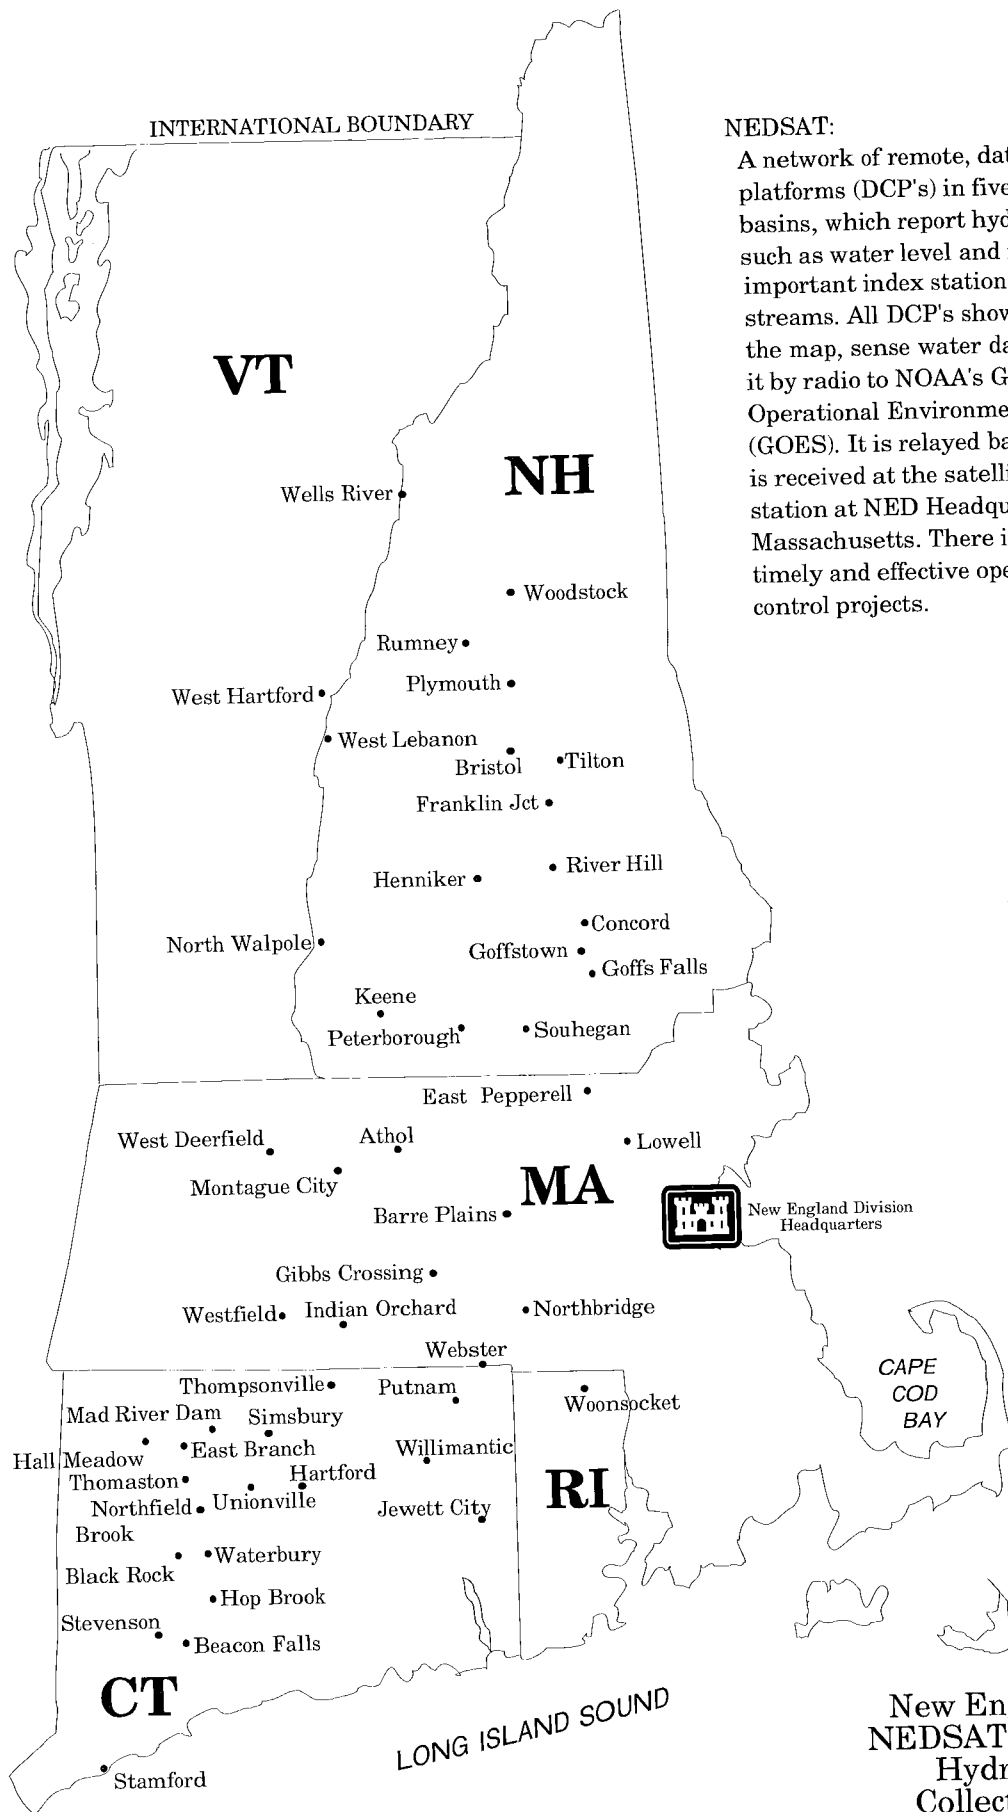 INTERNATIONAL BOUNDARY
NEDSAT:
A network of remote, dat
platforms (DCP's) in five
basins, which report hyd
such as water level and
important index station
streams. All DCP's show
the map, sense water da
it by radio to NOAA's G
Operational Environme
(GOES). It is relayed ba
is received at the satelli
station at NED Headqu
Massachusetts. There i
timely and effective ope
control projects.
VT
NH
Wells River
Woodstock
Rumney
Plymouth
West Hartford
West Lebanon
Bristol
Tilton
Franklin Jct
River Hill
Henniker
Concord
North Walpole
Goffstown
Goffs Falls
Keene
Peterborough
Souhegan
East Pepperell
West Deerfield
Athol
Lowell
Montague City
MA
Barre Plains
New England Division
Headquarters
Gibbs Crossing
Westfield
Indian Orchard
Northbridge
Webster
CAPE
COD
BAY
Thompsonville
Putnam
Woonsocket
Mad River Dam
Simsbury
Hall Meadow
East Branch
Willimantic
Thomaston
Hartford
RI
Northfield
Brook
Unionville
Jewett City
Waterbury
Black Rock
Hop Brook
Stevenson
Beacon Falls
CT
LONG ISLAND SOUND
Stamford
New En
NEDSAT
Hydr
Collect